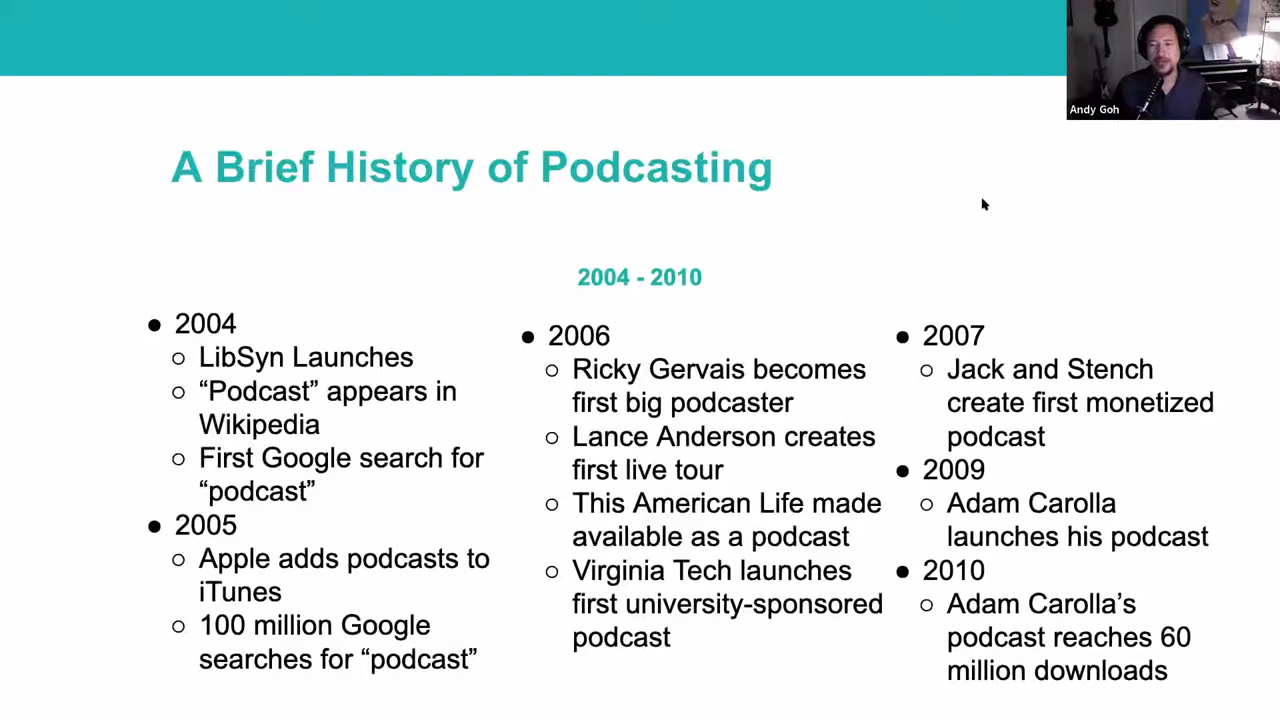 Andy Goh
A Brief History of Podcasting
2004 - 2010
● 2004
○ LibSyn Launches
○ “Podcast” appears in
Wikipedia
○ First Google search for
“podcast”
● 2005
○ Apple adds podcasts to
iTunes
○ 100 million Google
searches for “podcast”
● 2006
○ Ricky Gervais becomes
first big podcaster
○ Lance Anderson creates
first live tour
○ This American Life made
available as a podcast
○ Virginia Tech launches
first university-sponsored
podcast
● 2007
○ Jack and Stench
create first monetized
podcast
● 2009
○ Adam Carolla
launches his podcast
● 2010
○ Adam Carolla’s
podcast reaches 60
million downloads